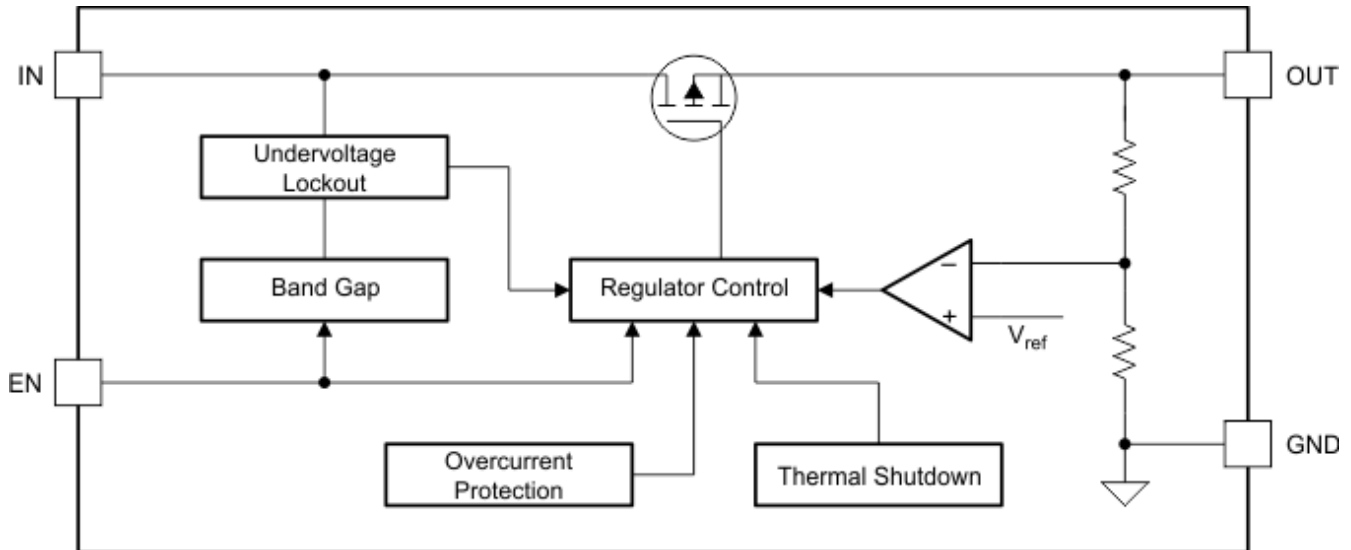 IN
OUT
Undervoltage
Lockout
Band Gap
Regulator Control
−
+
Vref
EN
GND
Overcurrent
Protection
Thermal Shutdown